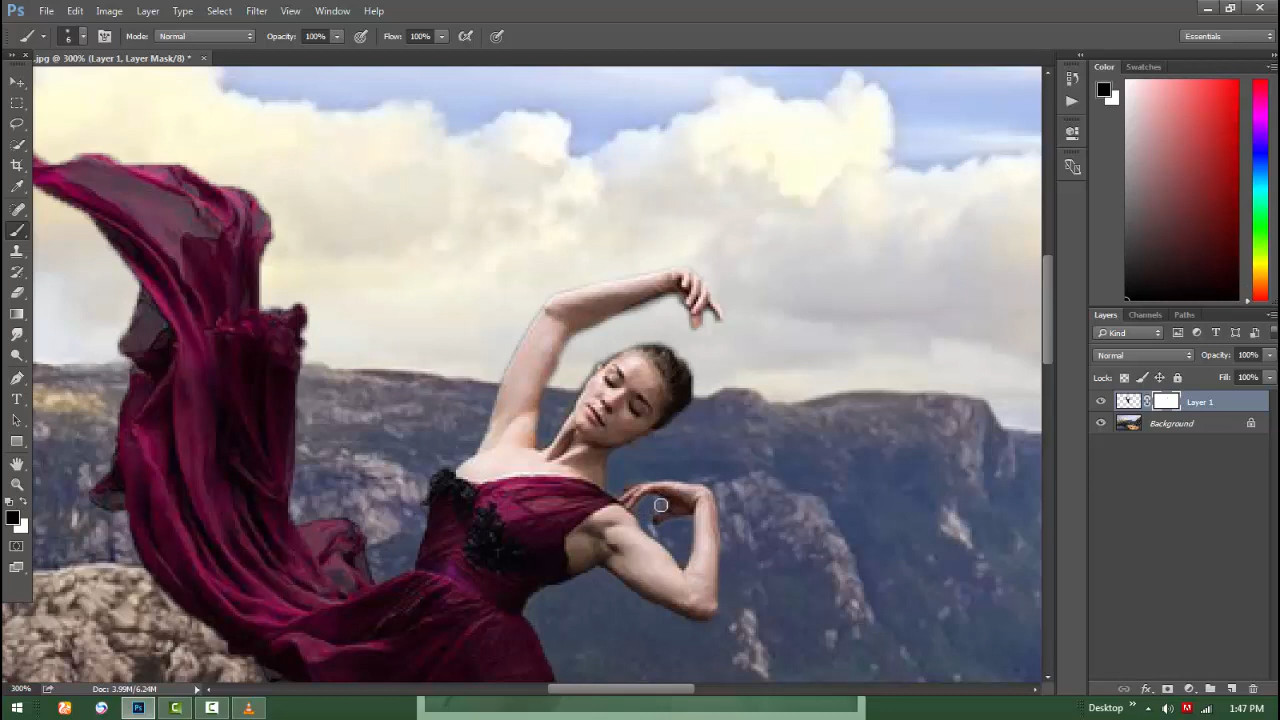 Ps File Edit Image Layer Type Select Filter View Window Help
6 Mode: Normal Opacity: 100% Flow: 100% Essentials
.jpg @ 300% (Layer 1, Layer Mask/8) * ×
Color Swatches
Layers Channels Paths
Kind
Normal Opacity: 100%
Lock: Fill: 100%
Layer 1
Background
300% Doc: 3.99M/6.24M
Ps Desktop » 1:47 PM